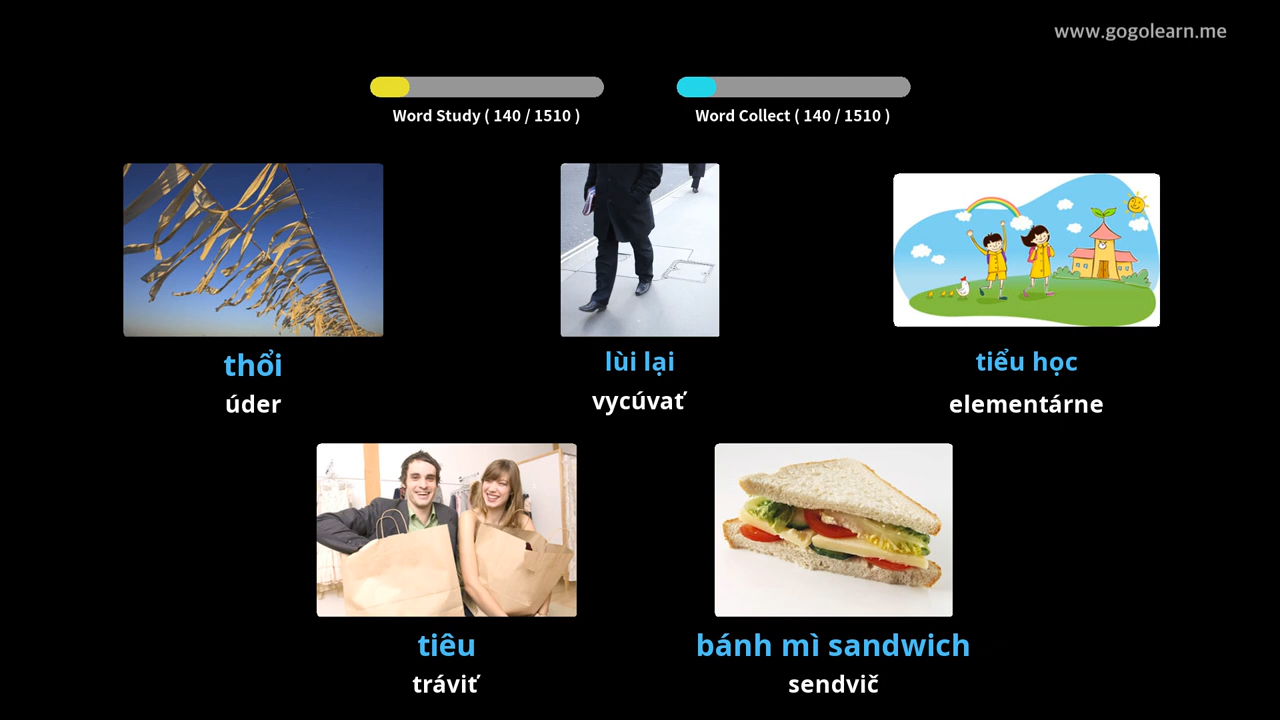 www.gogolearn.me
Word Study ( 140 / 1510 )
Word Collect ( 140 / 1510 )
thổi
úder
lùi lại
vycúvať
tiểu học
elementárne
tiêu
tráviť
bánh mì sandwich
sendvič